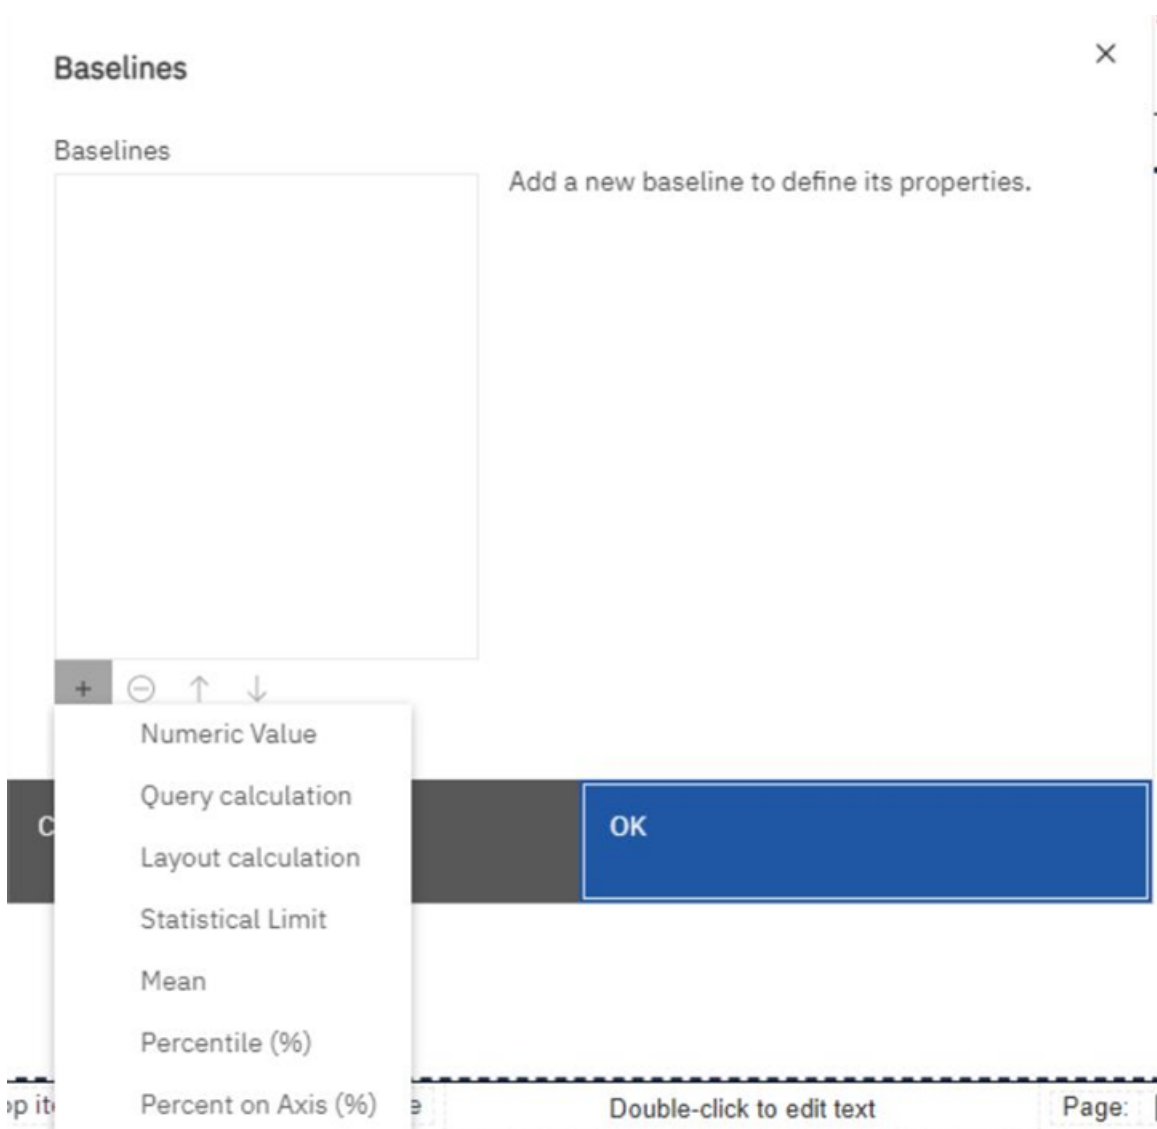 Baselines
Baselines
Add a new baseline to define its properties.
Numeric Value
Query calculation
OK
Layout calculation
Statistical Limit
Mean
Percentile (%)
Percent on Axis (%)
Double-click to edit text
Page: